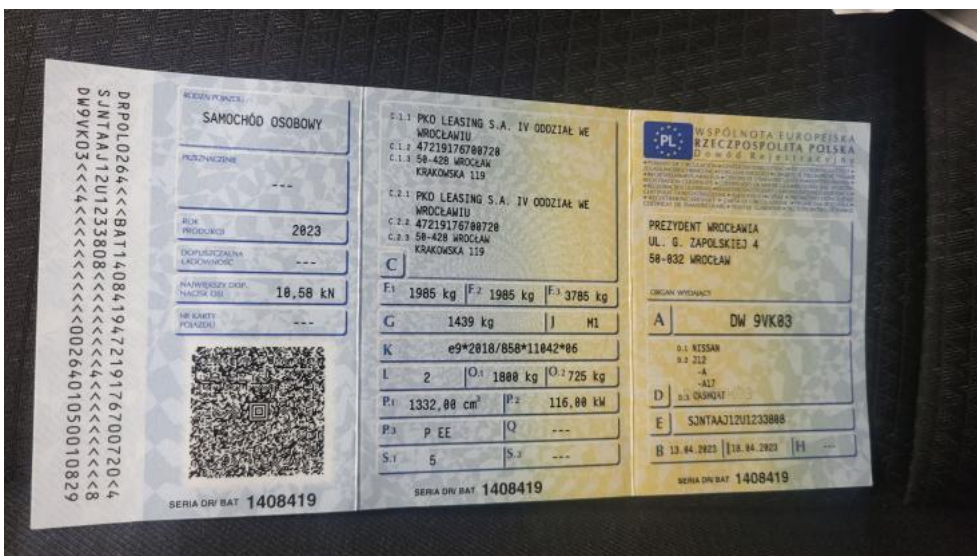 DRPOL0264<<<BAT140841947219176700720<4
SJNTAAJ12U1233808<<<<<<<4<<<<<<<<8
DW9VK03<<4<<<<<<<<<0026401050010829
RODZAJ POJAZDU
SAMOCHÓD OSOBOWY
PRZEZNACZENIE
---
ROK PRODUKCJI 2023
DOPUSZCZALNA ŁADOWNOŚĆ ---
NAJWIĘKSZY DOP. NACISK OSI 10,58 kN
NR KARTY POJAZDU ---
SERIA DR/ BAT 1408419
C.1.1 PKO LEASING S.A. IV ODDZIAŁ WE
WROCŁAWIU
C.1.2 47219176700720
C.1.3 50-428 WROCŁAW
KRAKOWSKA 119
C.2.1 PKO LEASING S.A. IV ODDZIAŁ WE
WROCŁAWIU
C.2.2 47219176700720
C.2.3 50-428 WROCŁAW
KRAKOWSKA 119
C
F.1 1985 kg F.2 1985 kg F.3 3785 kg
G 1439 kg J M1
K e9*2018/858*11042*06
L 2 O.1 1800 kg O.2 725 kg
P.1 1332,00 cm³ P.2 116,00 kW
P.3 P EE Q ---
S.1 5 S.2 ---
SERIA DR/ BAT 1408419
PL
WSPÓLNOTA EUROPEJSKA
RZECZPOSPOLITA POLSKA
Dowód Rejestracyjny
PREZYDENT WROCŁAWIA
UL. G. ZAPOLSKIEJ 4
50-032 WROCŁAW
ORGAN WYDAJĄCY
A DW 9VK03
D.1 NISSAN
D.2 J12
-A
-A17
D D.3 QASHQAI
E SJNTAAJ12U1233808
B 13.04.2023 I 18.04.2023 H ---
SERIA DR/ BAT 1408419